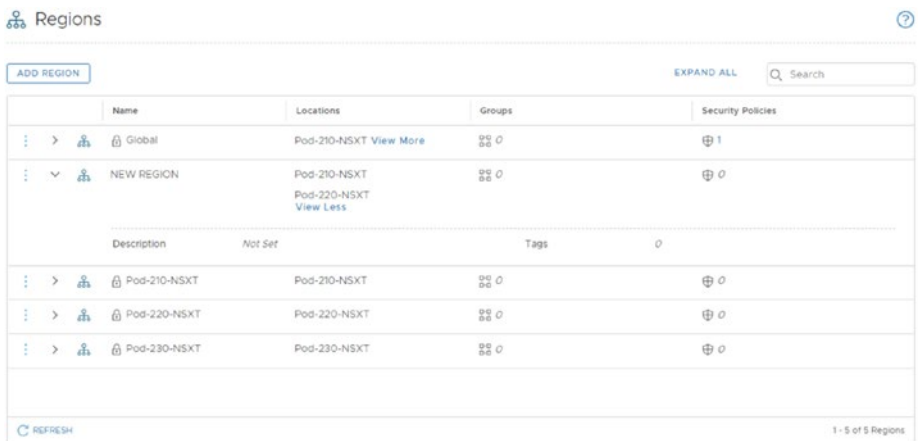 Regions
ADD REGION
EXPAND ALL
Search
Name Locations Groups Security Policies
Global Pod-210-NSXT View More 0 1
NEW REGION Pod-210-NSXT 0 0
Pod-220-NSXT
View Less
Description Not Set Tags 0
Pod-210-NSXT Pod-210-NSXT 0 0
Pod-220-NSXT Pod-220-NSXT 0 0
Pod-230-NSXT Pod-230-NSXT 0 0
REFRESH 1 - 5 of 5 Regions